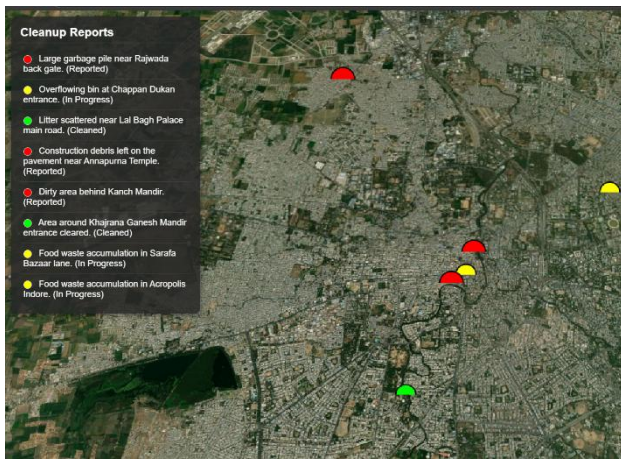 Cleanup Reports
Large garbage pile near Rajwada
back gate. (Reported)
Overflowing bin at Chappan Dukan
entrance. (In Progress)
Litter scattered near Lal Bagh Palace
main road. (Cleaned)
Construction debris left on the
pavement near Annapurna Temple.
(Reported)
Dirty area behind Kanch Mandir.
(Reported)
Area around Khajrana Ganesh Mandir
entrance cleared. (Cleaned)
Food waste accumulation in Sarafa
Bazaar lane. (In Progress)
Food waste accumulation in Acropolis
Indore. (In Progress)